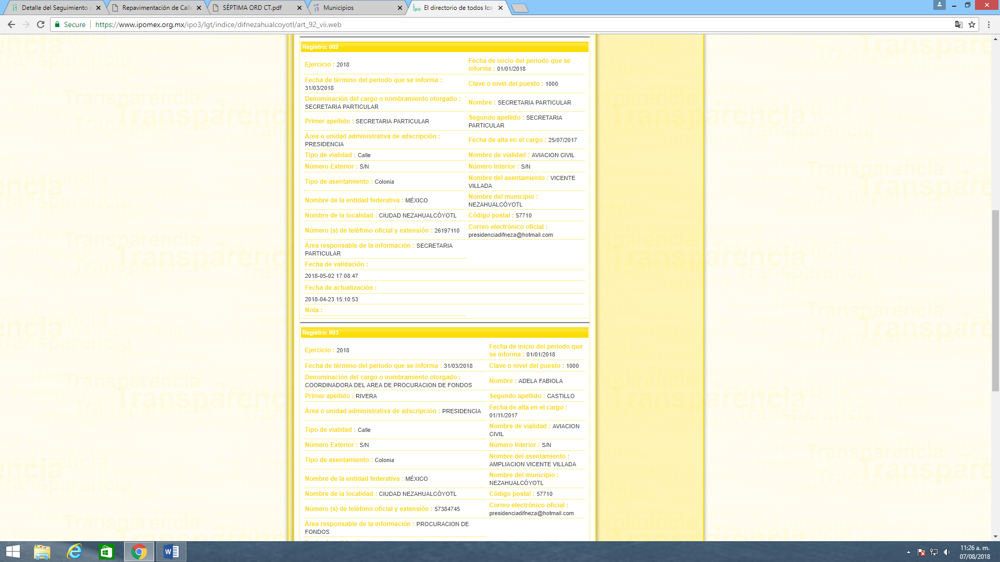 Detalle del Seguimiento
Repavimentación de Call
SÉPTIMA ORD CT.pdf
Municipios
El directorio de todos los
Secure
https://www.ipomex.org.mx/ipo3/lgt/indice/difnezahualcoyotl/art_92_vii.web
Registro: 002
Ejercicio : 2018
Fecha de inicio del periodo que se
informa : 01/01/2018
Fecha de término del periodo que se informa :
31/03/2018
Clave o nivel del puesto : 1000
Denominación del cargo o nombramiento otorgado :
SECRETARIA PARTICULAR
Nombre : SECRETARIA PARTICULAR
Primer apellido : SECRETARIA PARTICULAR
Segundo apellido : SECRETARIA
PARTICULAR
Área o unidad administrativa de adscripción :
PRESIDENCIA
Fecha de alta en el cargo : 25/07/2017
Tipo de vialidad : Calle
Nombre de vialidad : AVIACION CIVIL
Número Exterior : S/N
Número Interior : S/N
Tipo de asentamiento : Colonia
Nombre del asentamiento : VICENTE
VILLADA
Nombre de la entidad federativa : MÉXICO
Nombre del municipio :
NEZAHUALCÓYOTL
Nombre de la localidad : CIUDAD NEZAHUALCÓYOTL
Código postal : 57710
Número (s) de teléfono oficial y extensión : 26197110
Correo electrónico oficial :
presidenciadifneza@hotmail.com
Área responsable de la información : SECRETARIA
PARTICULAR
Fecha de validación :
2018-05-02 17:08:47
Fecha de actualización :
2018-04-23 15:10:53
Nota :
Registro: 003
Ejercicio : 2018
Fecha de inicio del periodo que
se informa : 01/01/2018
Fecha de término del periodo que se informa : 31/03/2018
Clave o nivel del puesto : 1000
Denominación del cargo o nombramiento otorgado :
COORDINADORA DEL AREA DE PROCURACION DE FONDOS
Nombre : ADELA FABIOLA
Primer apellido : RIVERA
Segundo apellido : CASTILLO
Área o unidad administrativa de adscripción : PRESIDENCIA
Fecha de alta en el cargo :
01/11/2017
Tipo de vialidad : Calle
Nombre de vialidad : AVIACION
CIVIL
Número Exterior : S/N
Número Interior : S/N
Tipo de asentamiento : Colonia
Nombre del asentamiento :
AMPLIACION VICENTE VILLADA
Nombre de la entidad federativa : MÉXICO
Nombre del municipio :
NEZAHUALCÓYOTL
Nombre de la localidad : CIUDAD NEZAHUALCÓYOTL
Código postal : 57710
Número (s) de teléfono oficial y extensión : 57384745
Correo electrónico oficial :
presidenciadifneza@hotmail.com
Área responsable de la información : PROCURACION DE
FONDOS
11:26 a. m.
07/08/2018